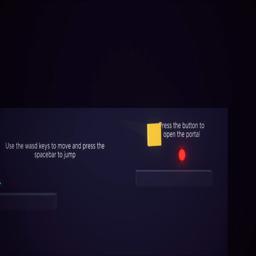 Use the wasd keys to move and press the
spacebar to jump
Press the button to
open the portal